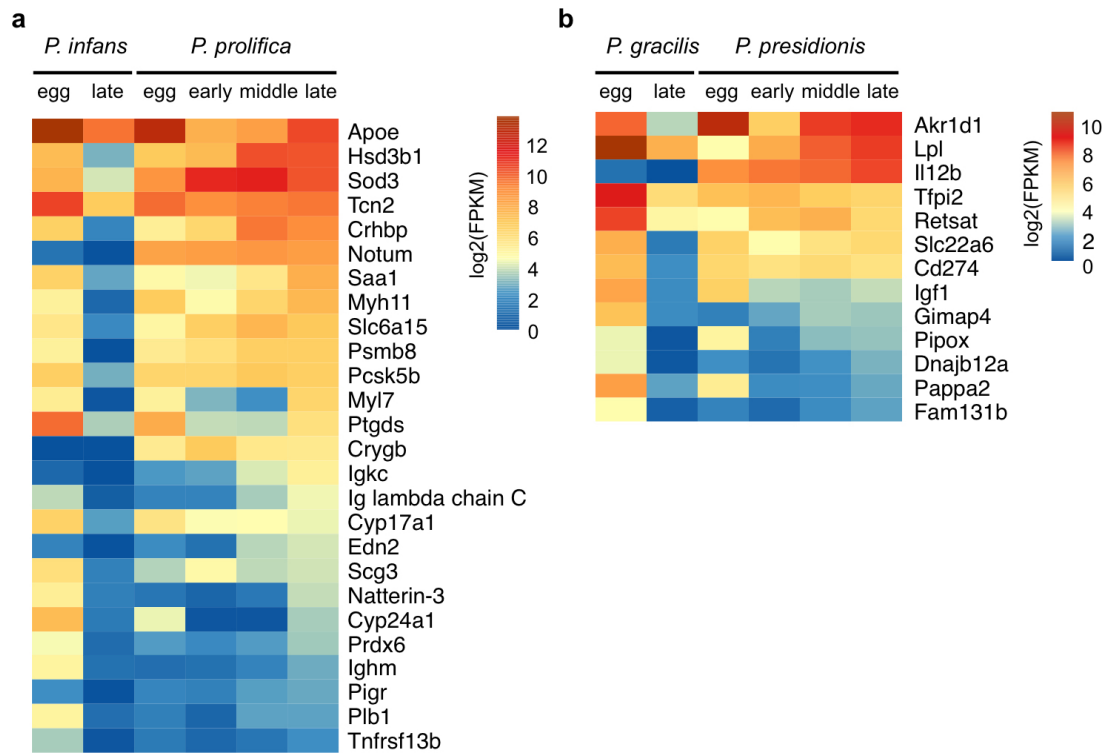 a
P. infans P. prolifica
egg late egg early middle late
Apoe
Hsd3b1
Sod3
Tcn2
Crhbp
Notum
Saa1
Myh11
Slc6a15
Psmb8
Pcsk5b
Myl7
Ptgds
Crygb
Igkc
Ig lambda chain C
Cyp17a1
Edn2
Scg3
Natterin-3
Cyp24a1
Prdx6
Ighm
Pigr
Plb1
Tnfrsf13b
log2(FPKM)
12
10
8
6
4
2
0
b
P. gracilis P. presidionis
egg late egg early middle late
Akr1d1
Lpl
Il12b
Tfpi2
Retsat
Slc22a6
Cd274
Igf1
Gimap4
Pipox
Dnajb12a
Pappa2
Fam131b
log2(FPKM)
10
8
6
4
2
0